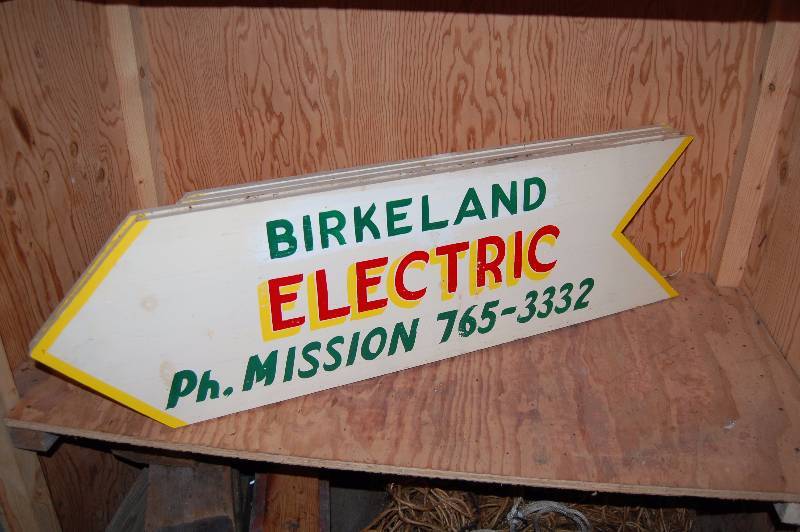 BIRKELAND
ELECTRIC
Ph. MISSION 765-3332